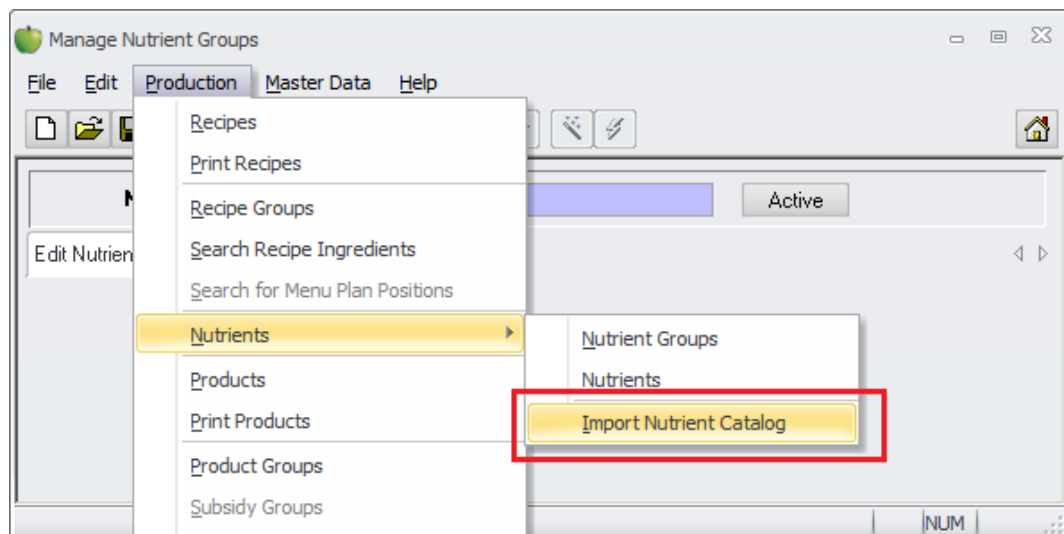 Manage Nutrient Groups
File Edit Production Master Data Help
Recipes
Print Recipes
Recipe Groups
Active
Search Recipe Ingredients
Edit Nutrien
Search for Menu Plan Positions
Nutrients
Nutrient Groups
Products
Nutrients
Print Products
Import Nutrient Catalog
Product Groups
Subsidy Groups
NUM